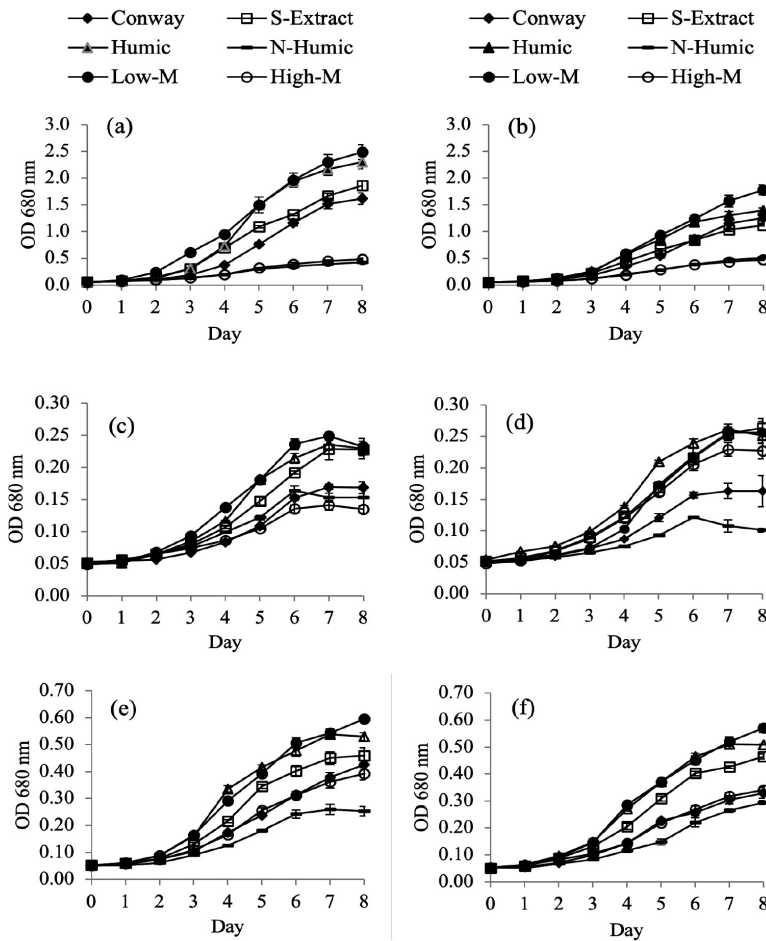 Conway S-Extract
Humic N-Humic
Low-M High-M
Conway S-Extract
Humic N-Humic
Low-M High-M
(a)
OD 680 nm
3.0
2.5
2.0
1.5
1.0
0.5
0.0
0 1 2 3 4 5 6 7 8
Day
(b)
OD 680 nm
3.0
2.5
2.0
1.5
1.0
0.5
0.0
0 1 2 3 4 5 6 7 8
Day
(c)
OD 680 nm
0.30
0.25
0.20
0.15
0.10
0.05
0.00
0 1 2 3 4 5 6 7 8
Day
(d)
OD 680 nm
0.30
0.25
0.20
0.15
0.10
0.05
0.00
0 1 2 3 4 5 6 7 8
Day
(e)
OD 680 nm
0.70
0.60
0.50
0.40
0.30
0.20
0.10
0.00
0 1 2 3 4 5 6 7 8
Day
(f)
OD 680 nm
0.70
0.60
0.50
0.40
0.30
0.20
0.10
0.00
0 1 2 3 4 5 6 7 8
Day